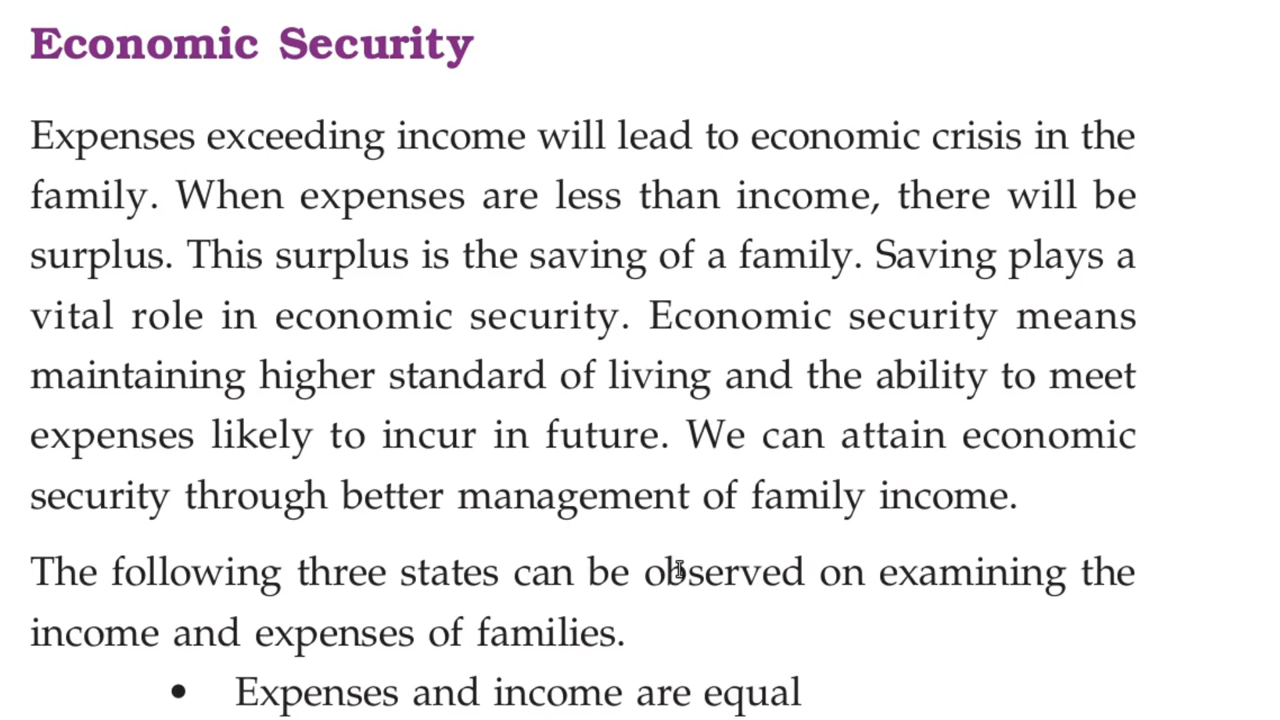 Economic Security
Expenses exceeding income will lead to economic crisis in the
family. When expenses are less than income, there will be
surplus. This surplus is the saving of a family. Saving plays a
vital role in economic security. Economic security means
maintaining higher standard of living and the ability to meet
expenses likely to incur in future. We can attain economic
security through better management of family income.
The following three states can be observed on examining the
income and expenses of families.
• Expenses and income are equal